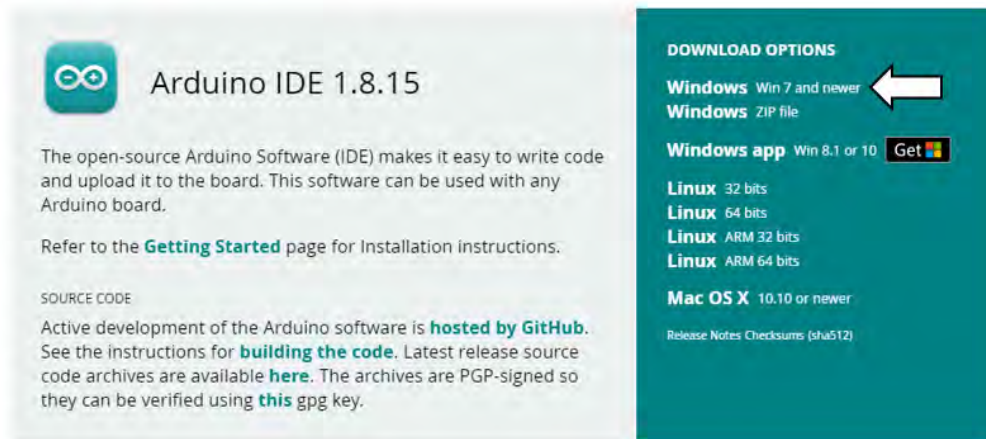 Arduino IDE 1.8.15
The open-source Arduino Software (IDE) makes it easy to write code
and upload it to the board. This software can be used with any
Arduino board.
Refer to the Getting Started page for Installation instructions.
SOURCE CODE
Active development of the Arduino software is hosted by GitHub.
See the instructions for building the code. Latest release source
code archives are available here. The archives are PGP-signed so
they can be verified using this gpg key.
DOWNLOAD OPTIONS
Windows Win 7 and newer
Windows ZIP file
Windows app Win 8.1 or 10 Get
Linux 32 bits
Linux 64 bits
Linux ARM 32 bits
Linux ARM 64 bits
Mac OS X 10.10 or newer
Release Notes Checksums (sha512)